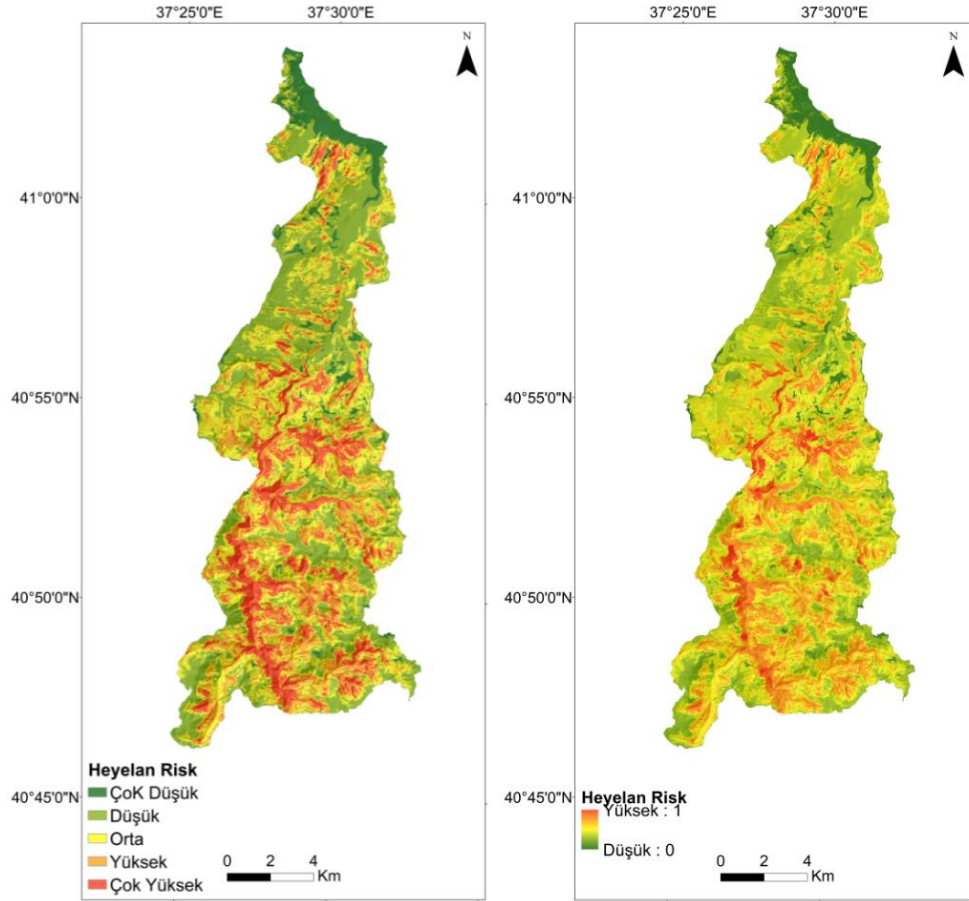 37°25'0"E 37°30'0"E
N
41°0'0"N
40°55'0"N
40°50'0"N
40°45'0"N
Heyelan Risk
ÇoK Düşük
Düşük
Orta
Yüksek
Çok Yüksek
0 2 4
Km
37°25'0"E 37°30'0"E
N
41°0'0"N
40°55'0"N
40°50'0"N
40°45'0"N
Heyelan Risk
Yüksek : 1
Düşük : 0
0 2 4
Km